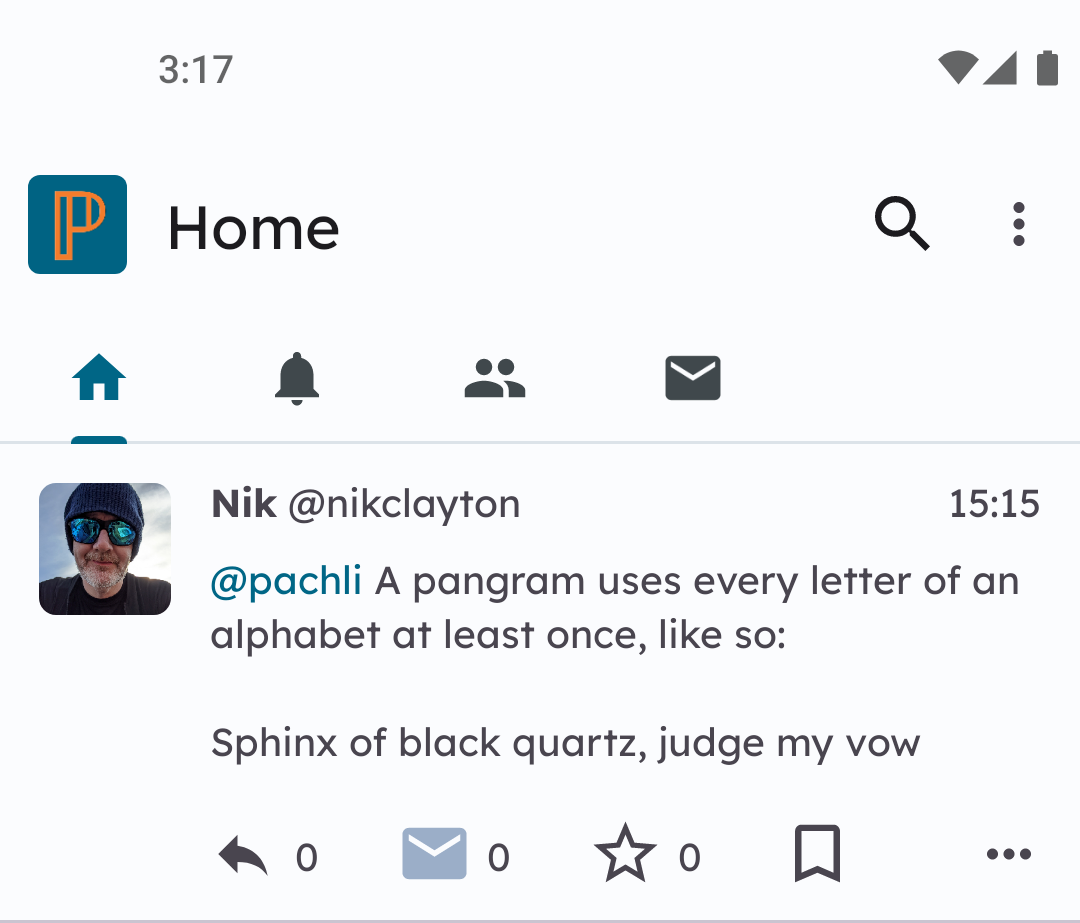 3:17
P
Home
Nik @nikclayton 15:15
@pachli A pangram uses every letter of an
alphabet at least once, like so:
Sphinx of black quartz, judge my vow
0 0 0